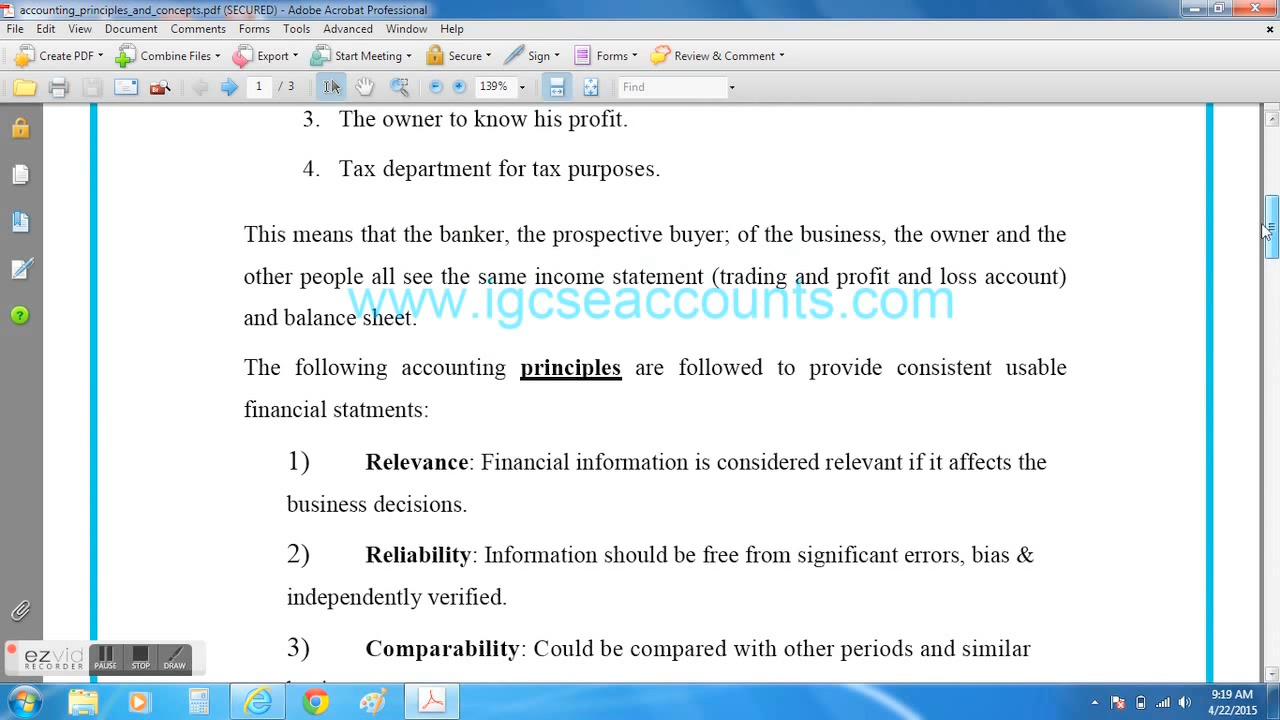 accounting_principles_and_concepts.pdf (SECURED) - Adobe Acrobat Professional
File Edit View Document Comments Forms Tools Advanced Window Help
Create PDF Combine Files Export Start Meeting Secure Sign Forms Review & Comment
1 / 3 139% Find
3. The owner to know his profit.
4. Tax department for tax purposes.
This means that the banker, the prospective buyer; of the business, the owner and the
other people all see the same income statement (trading and profit and loss account)
www.igcseaccounts.com
and balance sheet.
The following accounting principles are followed to provide consistent usable
financial statments:
1) Relevance: Financial information is considered relevant if it affects the
business decisions.
2) Reliability: Information should be free from significant errors, bias &
independently verified.
3) Comparability: Could be compared with other periods and similar
ezvid
RECORDER
PAUSE STOP DRAW
9:19 AM
4/22/2015